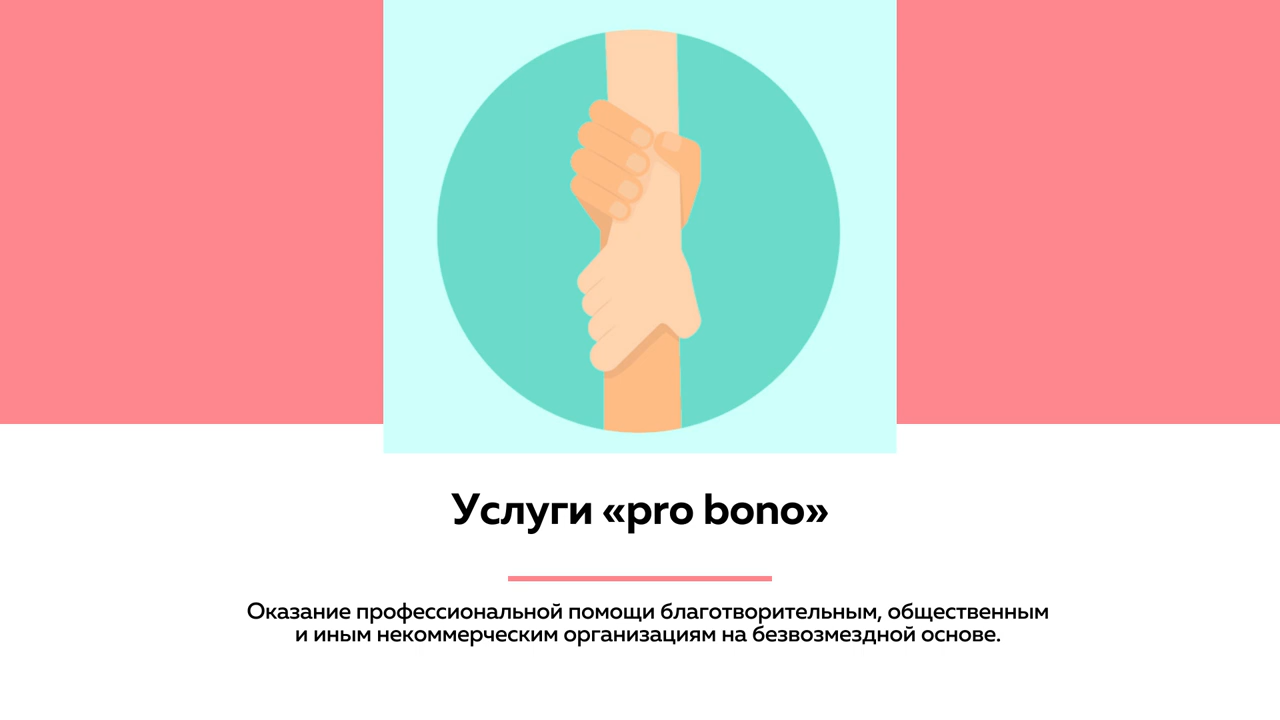 Услуги «pro bono»
Оказание профессиональной помощи благотворительным, общественным
и иным некоммерческим организациям на безвозмездной основе.